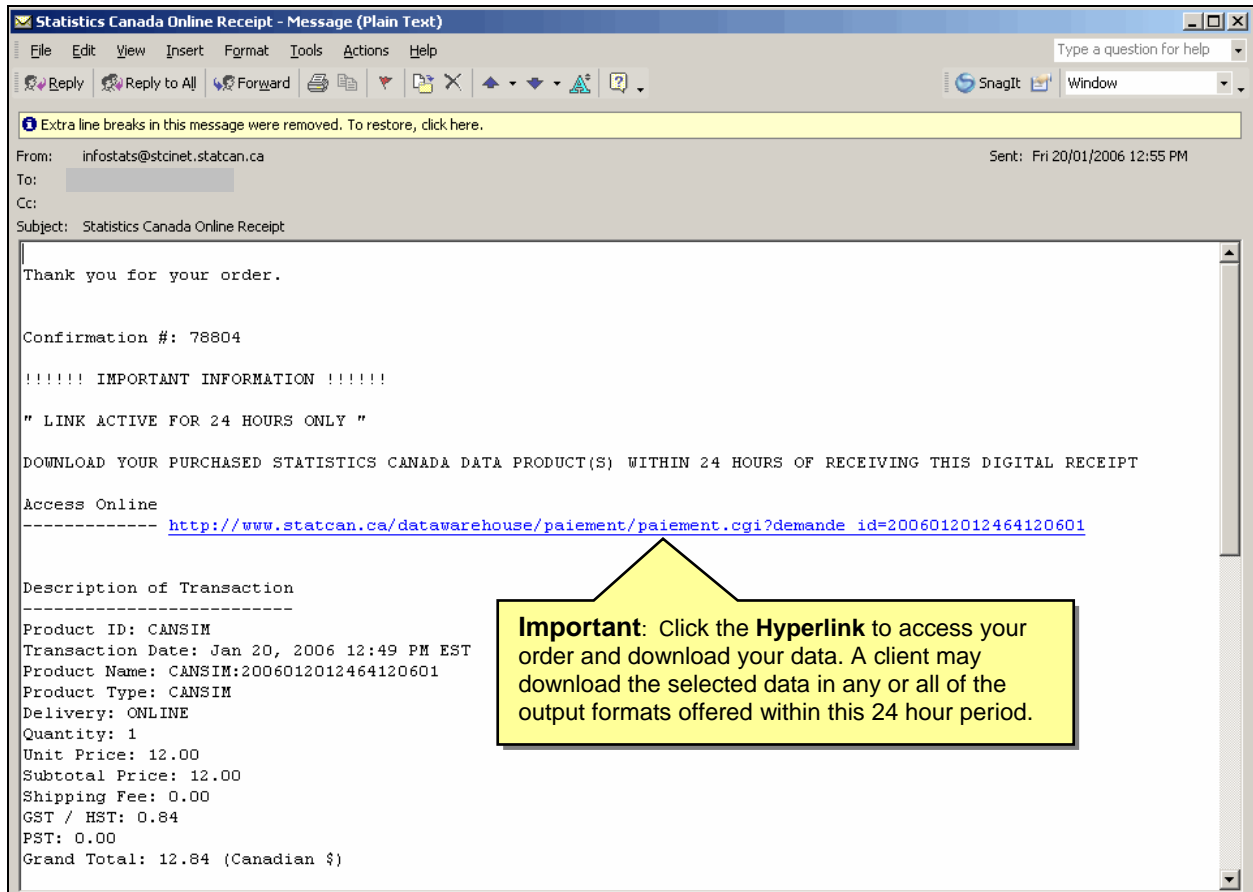 Statistics Canada Online Receipt - Message (Plain Text)
File Edit View Insert Format Tools Actions Help
Type a question for help
Reply Reply to All Forward
SnagIt Window
Extra line breaks in this message were removed. To restore, click here.
From: infostats@stcinet.statcan.ca
Sent: Fri 20/01/2006 12:55 PM
To:
Cc:
Subject: Statistics Canada Online Receipt
Thank you for your order.
Confirmation #: 78804
!!!!!! IMPORTANT INFORMATION !!!!!!
" LINK ACTIVE FOR 24 HOURS ONLY "
DOWNLOAD YOUR PURCHASED STATISTICS CANADA DATA PRODUCT(S) WITHIN 24 HOURS OF RECEIVING THIS DIGITAL RECEIPT
Access Online
------------- http://www.statcan.ca/datawarehouse/paiement/paiement.cgi?demande_id=2006012012464120601
Description of Transaction
--------------------------
Product ID: CANSIM
Transaction Date: Jan 20, 2006 12:49 PM EST
Product Name: CANSIM:2006012012464120601
Product Type: CANSIM
Delivery: ONLINE
Quantity: 1
Unit Price: 12.00
Subtotal Price: 12.00
Shipping Fee: 0.00
GST / HST: 0.84
PST: 0.00
Grand Total: 12.84 (Canadian $)
Important: Click the Hyperlink to access your
order and download your data. A client may
download the selected data in any or all of the
output formats offered within this 24 hour period.